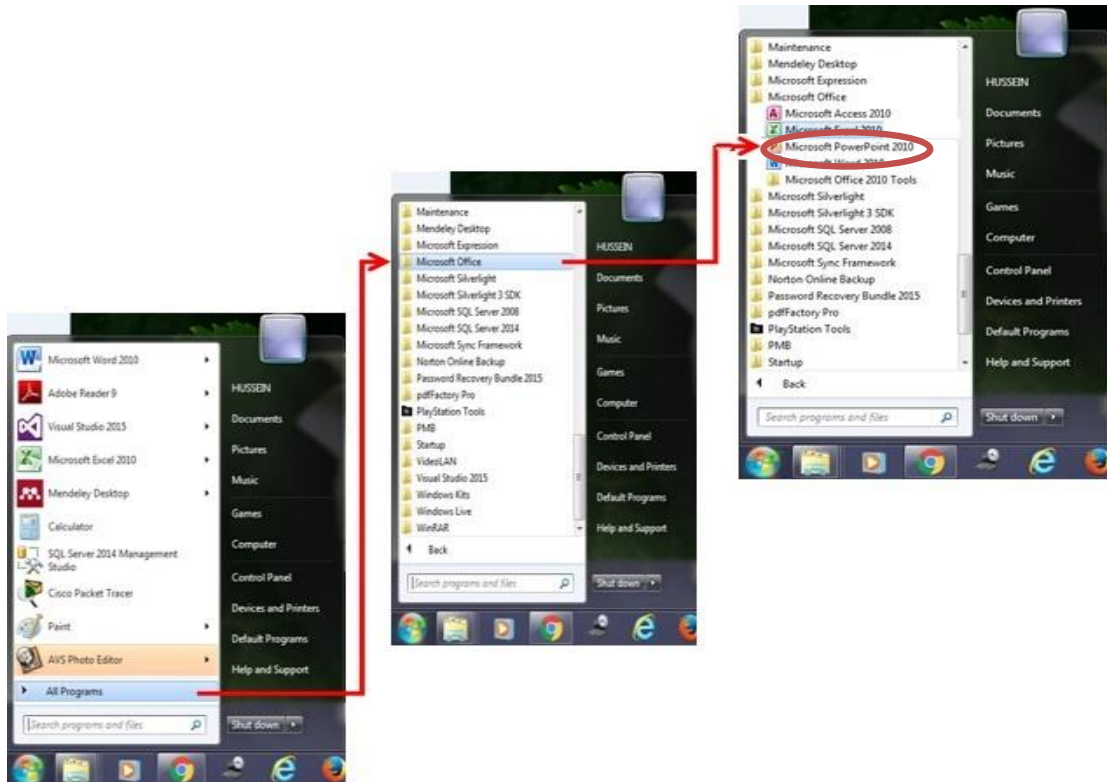 Microsoft Word 2010
Adobe Reader 9
Visual Studio 2015
Microsoft Excel 2010
Mendeley Desktop
Calculator
SQL Server 2014 Management
Studio
Cisco Packet Tracer
Paint
AVS Photo Editor
All Programs
Search programs and files
HUSSEIN
Documents
Pictures
Music
Games
Computer
Control Panel
Devices and Printers
Default Programs
Help and Support
Shut down
Maintenance
Mendeley Desktop
Microsoft Expression
Microsoft Office
Microsoft Silverlight
Microsoft Silverlight 3 SDK
Microsoft SQL Server 2008
Microsoft SQL Server 2014
Microsoft Sync Framework
Norton Online Backup
Password Recovery Bundle 2015
pdfFactory Pro
PlayStation Tools
PMB
Startup
VideoLAN
Visual Studio 2015
Windows Kits
Windows Live
WinRAR
Back
Search programs and files
HUSSEIN
Documents
Pictures
Music
Games
Computer
Control Panel
Devices and Printers
Default Programs
Help and Support
Shut down
Maintenance
Mendeley Desktop
Microsoft Expression
Microsoft Office
Microsoft Access 2010
Microsoft Excel 2010
Microsoft PowerPoint 2010
Microsoft Word 2010
Microsoft Office 2010 Tools
Microsoft Silverlight
Microsoft Silverlight 3 SDK
Microsoft SQL Server 2008
Microsoft SQL Server 2014
Microsoft Sync Framework
Norton Online Backup
Password Recovery Bundle 2015
pdfFactory Pro
PlayStation Tools
PMB
Startup
Back
Search programs and files
HUSSEIN
Documents
Pictures
Music
Games
Computer
Control Panel
Devices and Printers
Default Programs
Help and Support
Shut down